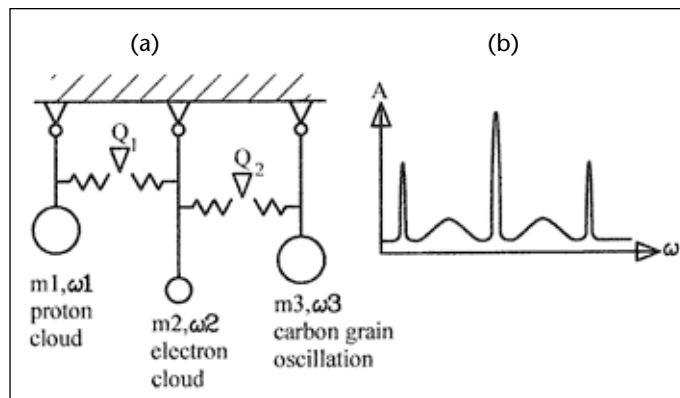 (a)
(b)
Q1
Q2
m1,ω1
proton
cloud
m2,ω2
electron
cloud
m3,ω3
carbon grain
oscillation
A
ω